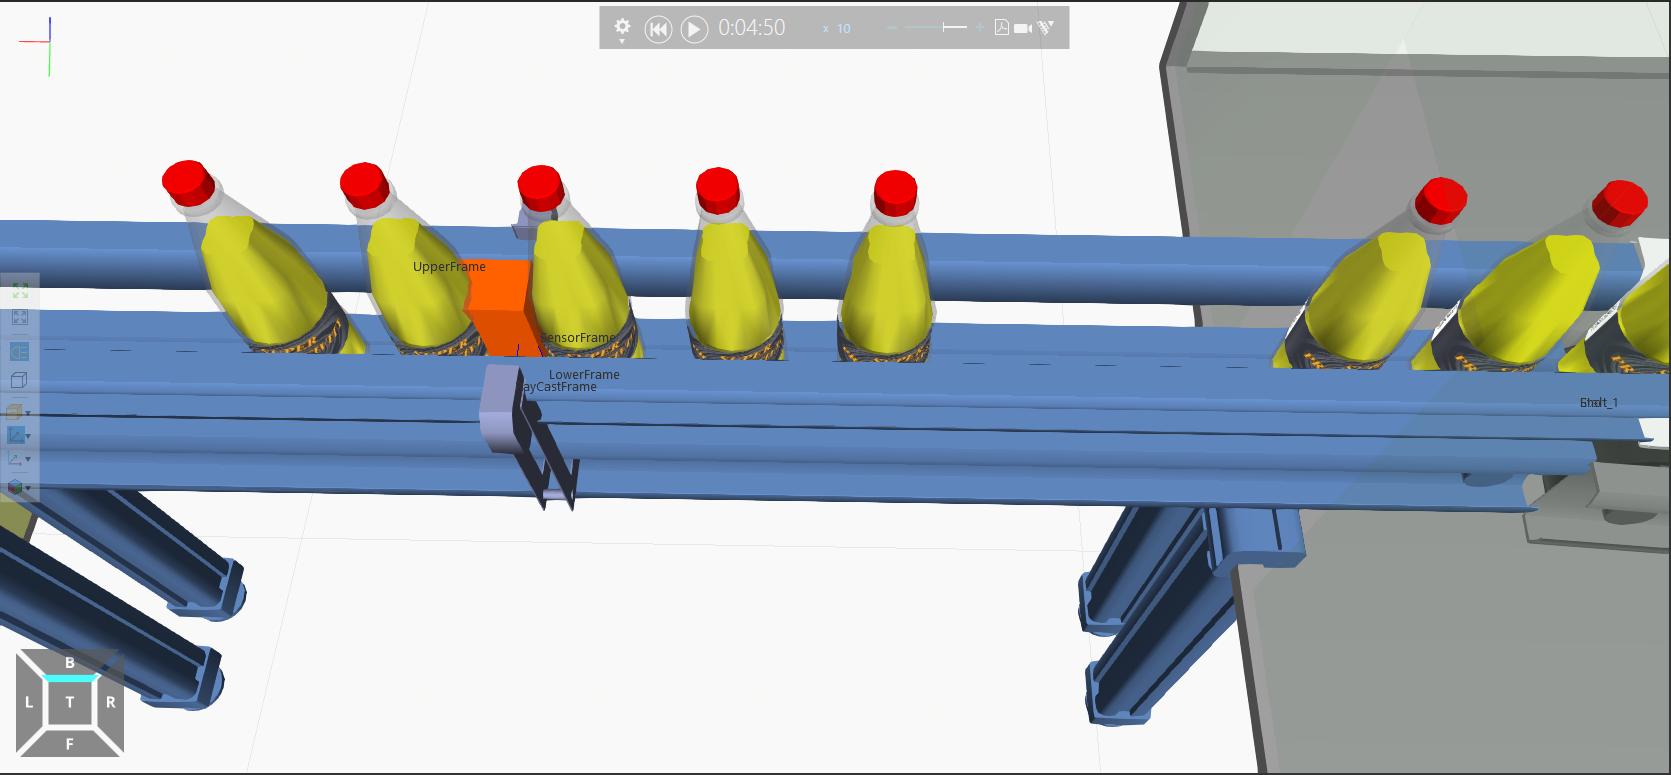 0:04:50
x 10
UpperFrame
SensorFrame
LowerFrame
ayCastFrame
B
L T R
F